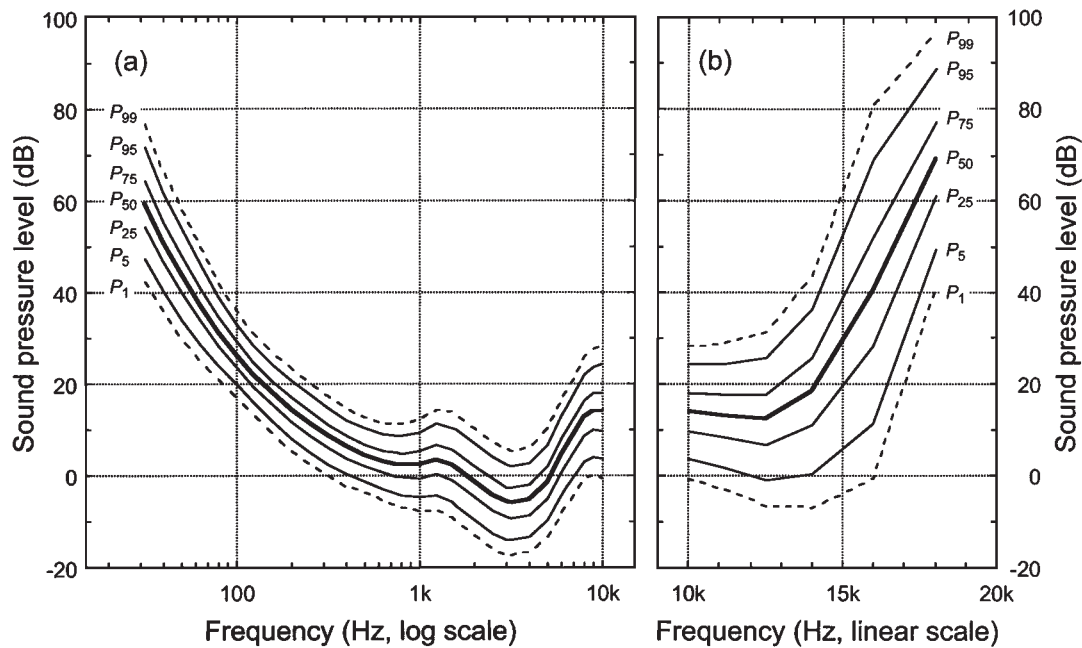 (a)
Sound pressure level (dB)
100
80
60
40
20
0
-20
P99
P95
P75
P50
P25
P5
P1
100
1k
10k
Frequency (Hz, log scale)
(b)
P99
P95
P75
P50
P25
P5
P1
100
80
60
40
20
0
-20
Sound pressure level (dB)
10k
15k
20k
Frequency (Hz, linear scale)